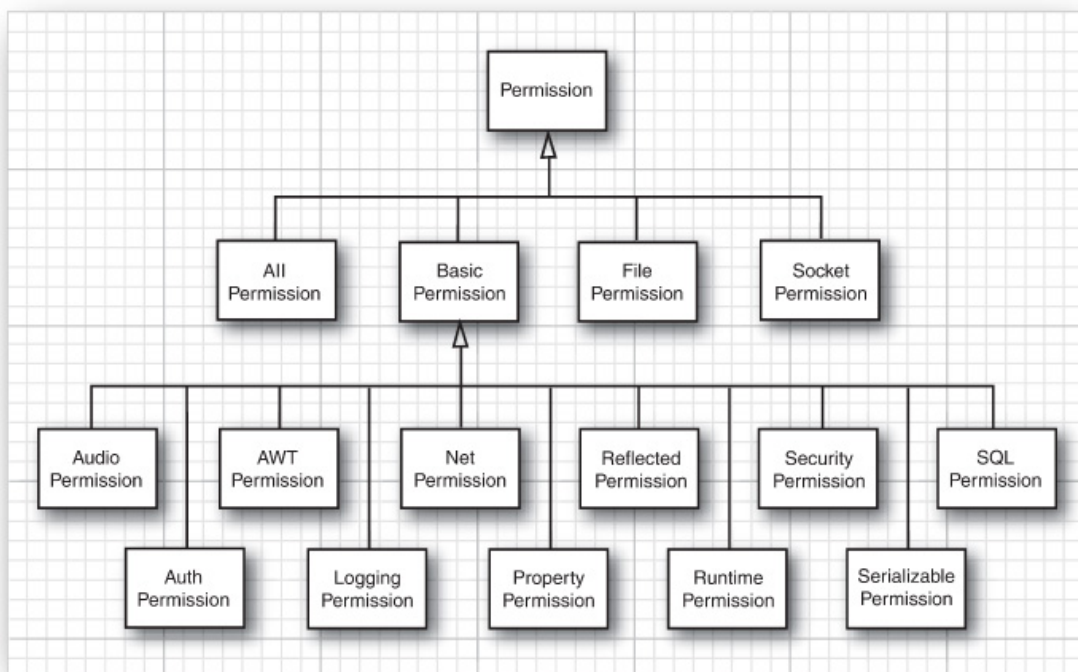 Permission
All
Permission
Basic
Permission
File
Permission
Socket
Permission
Audio
Permission
AWT
Permission
Net
Permission
Reflected
Permission
Security
Permission
SQL
Permission
Auth
Permission
Logging
Permission
Property
Permission
Runtime
Permission
Serializable
Permission